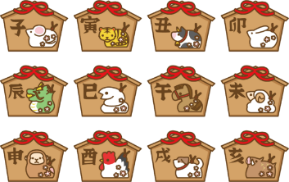 子 寅 丑 卯
辰 巳 午 未
申 酉 戌 亥